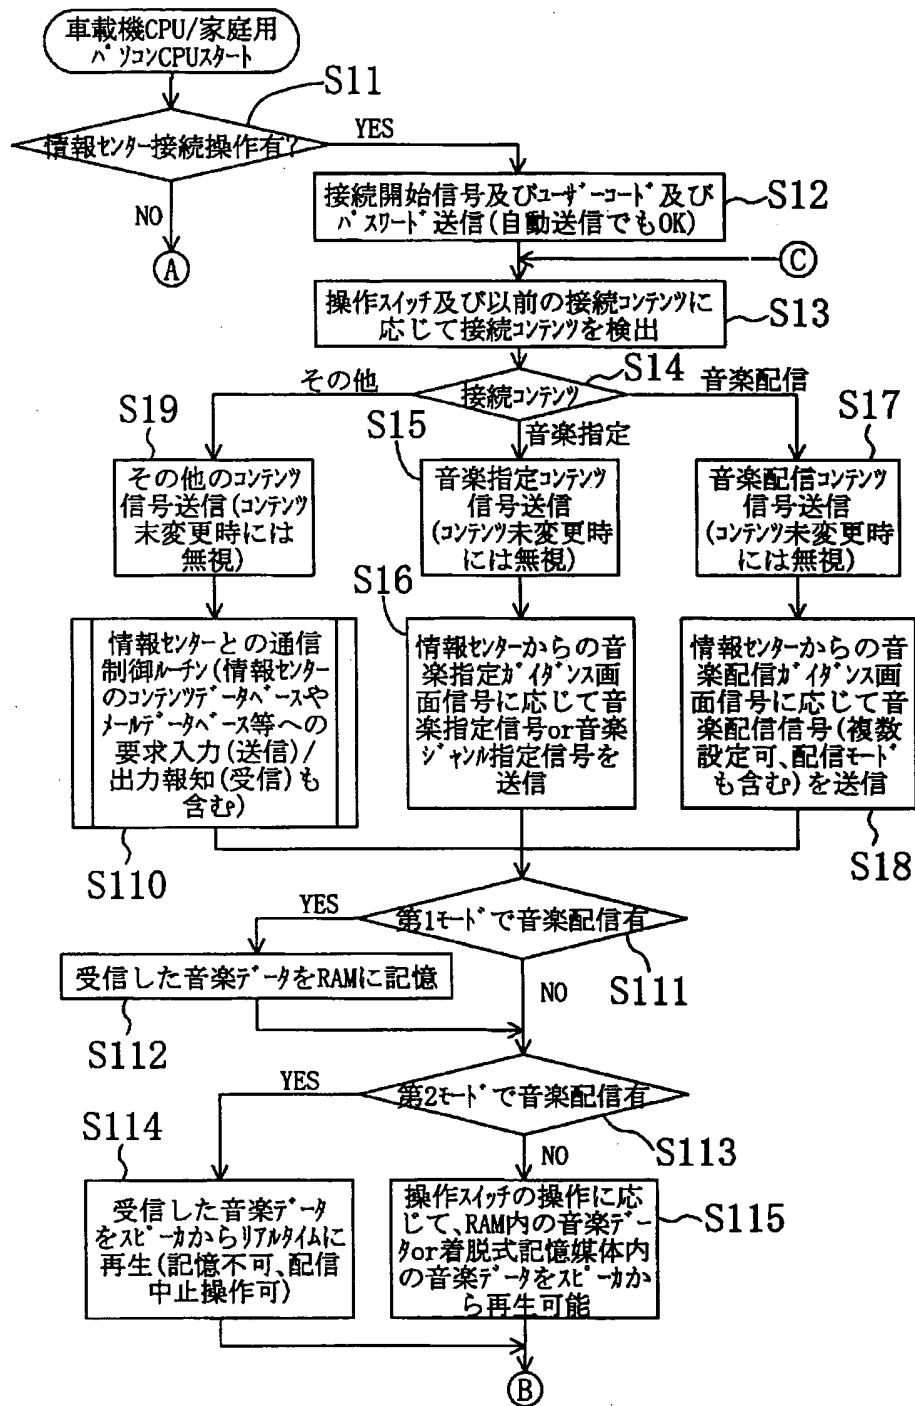 車載機CPU/家庭用
ﾊﾟｿｺﾝCPUｽﾀｰﾄ
S11
情報ｾﾝﾀｰ接続操作有?
YES
NO
A
接続開始信号及びﾕｰｻﾞｰｺｰﾄﾞ及び
ﾊﾟｽﾜｰﾄﾞ送信(自動送信でもOK)
S12
C
操作ｽｲｯﾁ及び以前の接続ｺﾝﾃﾝﾂに
応じて接続ｺﾝﾃﾝﾂを検出
S13
接続ｺﾝﾃﾝﾂ
S14
その他
音楽指定
音楽配信
S19
その他のｺﾝﾃﾝﾂ
信号送信(ｺﾝﾃﾝﾂ
末変更時には
無視)
S15
音楽指定ｺﾝﾃﾝﾂ
信号送信
(ｺﾝﾃﾝﾂ未変更時
には無視)
S17
音楽配信ｺﾝﾃﾝﾂ
信号送信
(ｺﾝﾃﾝﾂ未変更時
には無視)
情報ｾﾝﾀｰとの通信
制御ﾙｰﾁﾝ(情報ｾﾝﾀｰ
のｺﾝﾃﾝﾂﾃﾞｰﾀﾍﾞｰｽや
ﾒｰﾙﾃﾞｰﾀﾍﾞｰｽ等への
要求入力(送信)/
出力報知(受信)も
含む)
S110
S16
情報ｾﾝﾀｰからの音
楽指定ｶﾞｲﾀﾞﾝｽ画
面信号に応じて音
楽指定信号or音楽
ｼﾞｬﾝﾙ指定信号を
送信
情報ｾﾝﾀｰからの音
楽配信ｶﾞｲﾀﾞﾝｽ画
面信号に応じて音
楽配信信号(複数
設定可、配信ﾓｰﾄﾞ
も含む)を送信
S18
第1ﾓｰﾄﾞで音楽配信有
S111
YES
NO
受信した音楽ﾃﾞｰﾀをRAMに記憶
S112
第2ﾓｰﾄﾞで音楽配信有
S113
YES
NO
S114
受信した音楽ﾃﾞｰﾀ
をｽﾋﾟｰｶからﾘｱﾙﾀｲﾑに
再生(記憶不可、配信
中止操作可)
操作ｽｲｯﾁの操作に応
じて、RAM内の音楽ﾃﾞｰ
ﾀor着脱式記憶媒体内
の音楽ﾃﾞｰﾀをｽﾋﾟｰｶか
ら再生可能
S115
B